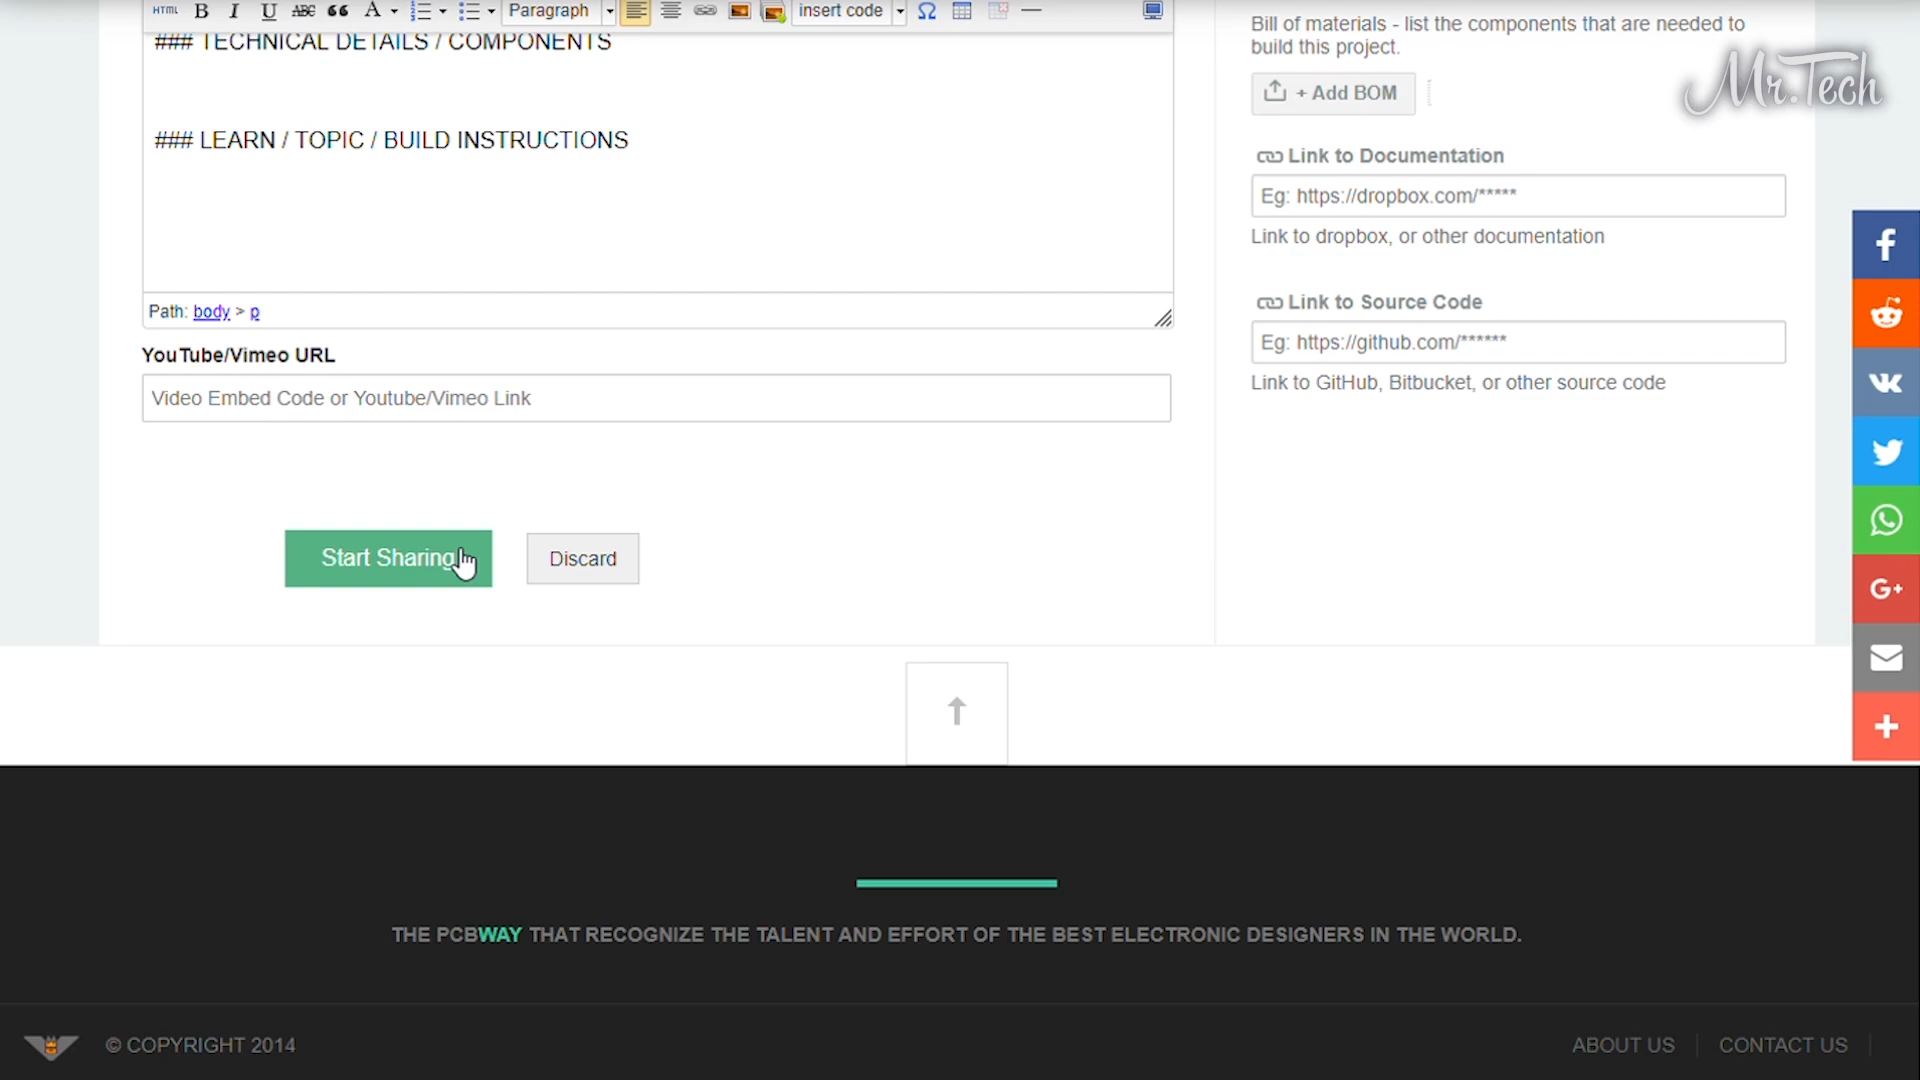 HTML B I U ABC A Paragraph insert code Ω
### TECHNICAL DETAILS / COMPONENTS
### LEARN / TOPIC / BUILD INSTRUCTIONS
Path: body > p
YouTube/Vimeo URL
Video Embed Code or Youtube/Vimeo Link
Start Sharing
Discard
Bill of materials - list the components that are needed to
build this project.
+ Add BOM
Mr.Tech
Link to Documentation
Eg: https://dropbox.com/*****
Link to dropbox, or other documentation
Link to Source Code
Eg: https://github.com/******
Link to GitHub, Bitbucket, or other source code
G+
THE PCBWAY THAT RECOGNIZE THE TALENT AND EFFORT OF THE BEST ELECTRONIC DESIGNERS IN THE WORLD.
© COPYRIGHT 2014
ABOUT US
CONTACT US